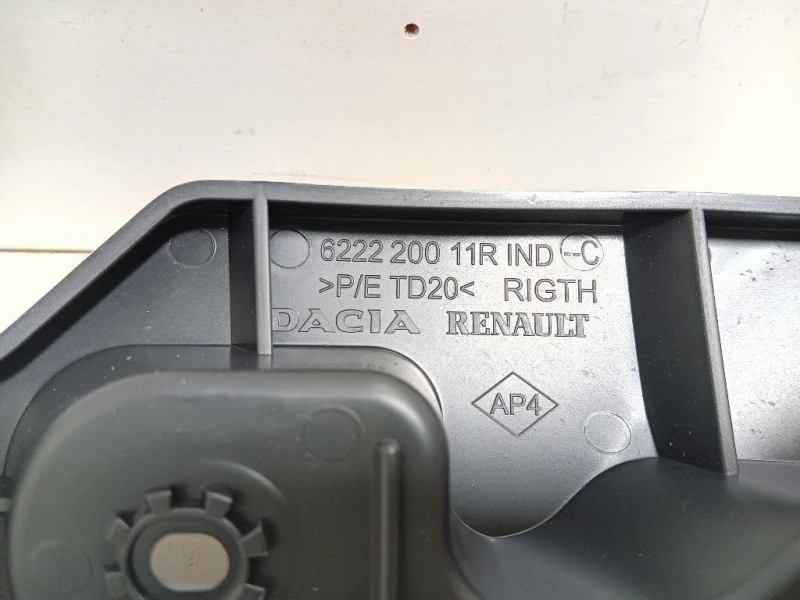 6222 200 11R IND --C
>P/E TD20< RIGTH
DACIA RENAULT
AP4